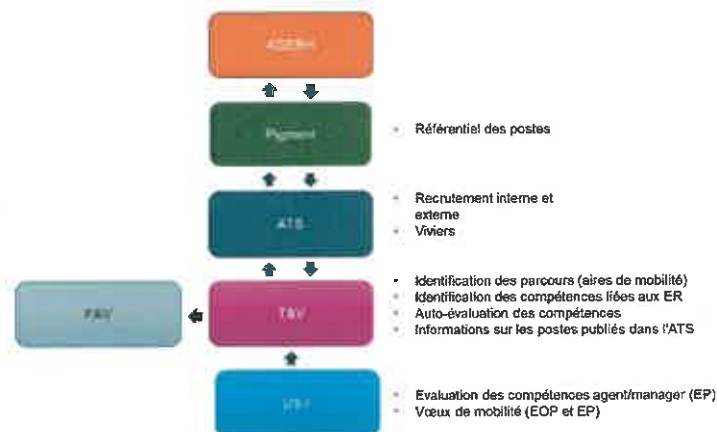 Pigment
- Référentiel des postes
ATS
- Recrutement interne et
externe
- Viviers
- Identification des parcours (aires de mobilité)
- Identification des compétences liées aux ER
- Auto-évaluation des compétences
- Informations sur les postes publiés dans l'ATS
- Evaluation des compétences agent/manager (EP)
- Vœux de mobilité (EOP et EP)